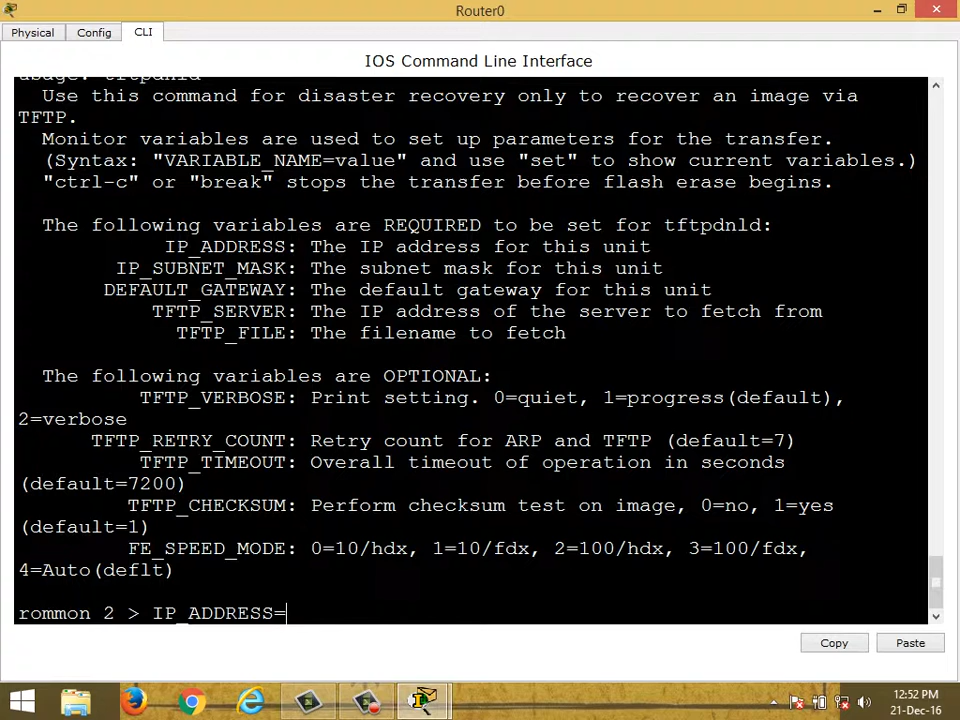 Router0
Physical
Config
CLI
IOS Command Line Interface
usage: tftpdnld
Use this command for disaster recovery only to recover an image via
TFTP.
Monitor variables are used to set up parameters for the transfer.
(Syntax: "VARIABLE_NAME=value" and use "set" to show current variables.)
"ctrl-c" or "break" stops the transfer before flash erase begins.
The following variables are REQUIRED to be set for tftpdnld:
IP_ADDRESS: The IP address for this unit
IP_SUBNET_MASK: The subnet mask for this unit
DEFAULT_GATEWAY: The default gateway for this unit
TFTP_SERVER: The IP address of the server to fetch from
TFTP_FILE: The filename to fetch
The following variables are OPTIONAL:
TFTP_VERBOSE: Print setting. 0=quiet, 1=progress(default),
2=verbose
TFTP_RETRY_COUNT: Retry count for ARP and TFTP (default=7)
TFTP_TIMEOUT: Overall timeout of operation in seconds
(default=7200)
TFTP_CHECKSUM: Perform checksum test on image, 0=no, 1=yes
(default=1)
FE_SPEED_MODE: 0=10/hdx, 1=10/fdx, 2=100/hdx, 3=100/fdx,
4=Auto(deflt)
rommon 2 > IP_ADDRESS=
Copy
Paste
12:52 PM
21-Dec-16